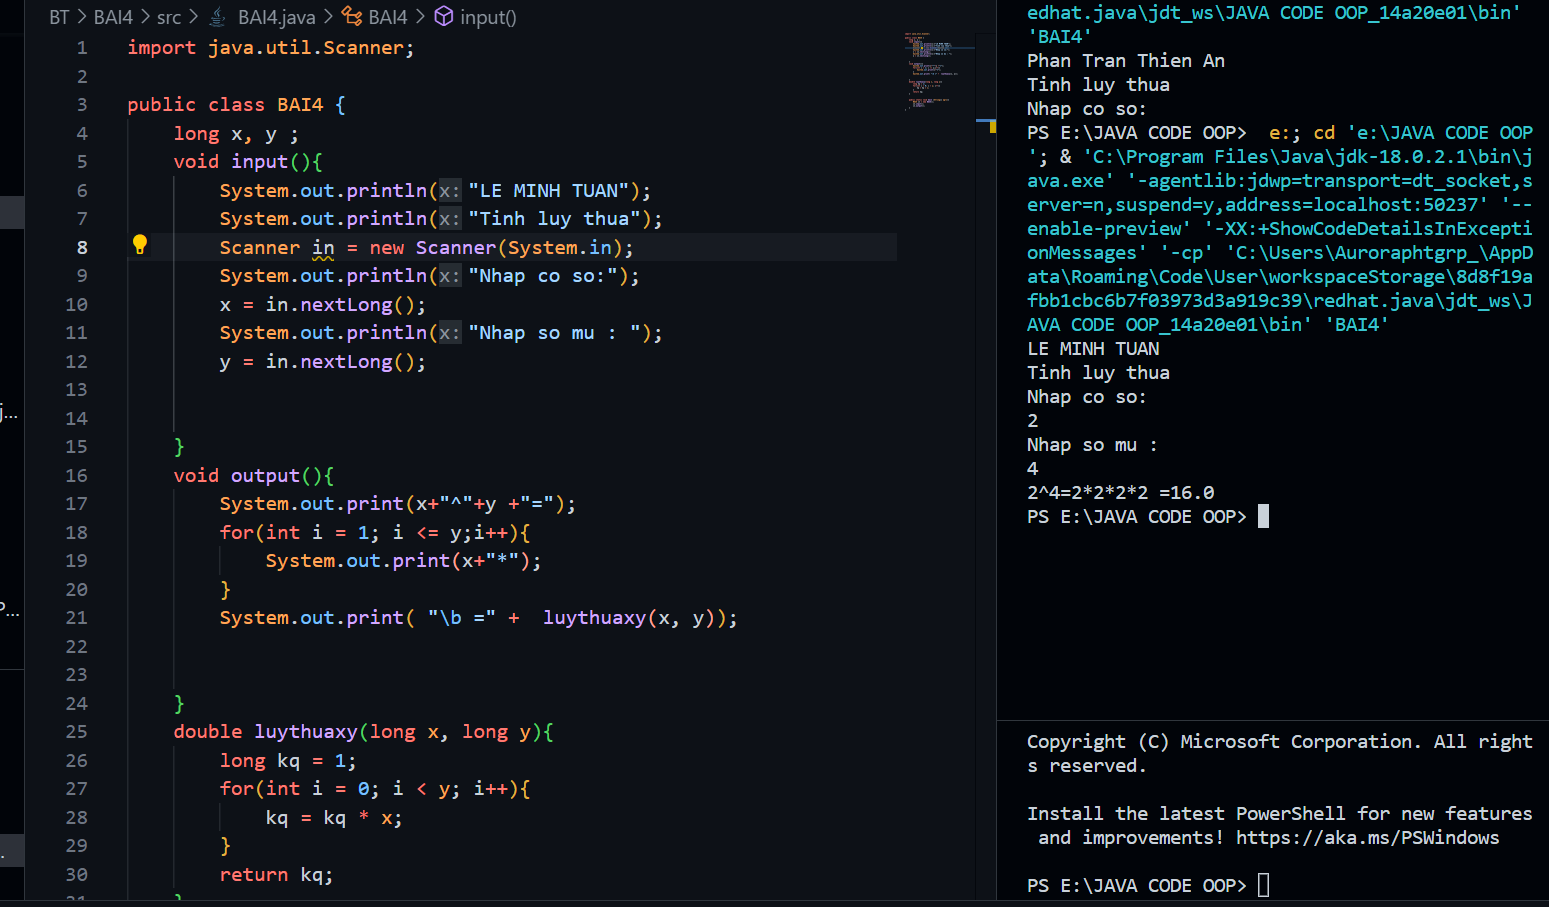 BT > BAI4 > src > BAI4.java > BAI4 > input()
1 import java.util.Scanner;
2
3 public class BAI4 {
4 long x, y ;
5 void input(){
6 System.out.println(x: "LE MINH TUAN");
7 System.out.println(x: "Tinh luy thua");
8 Scanner in = new Scanner(System.in);
9 System.out.println(x: "Nhap co so:");
10 x = in.nextLong();
11 System.out.println(x: "Nhap so mu : ");
12 y = in.nextLong();
13
14
15 }
16 void output(){
17 System.out.print(x+"^"+y +"=");
18 for(int i = 1; i <= y;i++){
19 System.out.print(x+"*");
20 }
21 System.out.print( "\b =" +  luythuaxy(x, y));
22
23
24 }
25 double luythuaxy(long x, long y){
26 long kq = 1;
27 for(int i = 0; i < y; i++){
28 kq = kq * x;
29 }
30 return kq;
31 }
j...
P...
.
edhat.java\jdt_ws\JAVA CODE OOP_14a20e01\bin'
'BAI4'
Phan Tran Thien An
Tinh luy thua
Nhap co so:
PS E:\JAVA CODE OOP>  e:; cd 'e:\JAVA CODE OOP
'; & 'C:\Program Files\Java\jdk-18.0.2.1\bin\j
ava.exe' '-agentlib:jdwp=transport=dt_socket,s
erver=n,suspend=y,address=localhost:50237' '--
enable-preview' '-XX:+ShowCodeDetailsInExcepti
onMessages' '-cp' 'C:\Users\Auroraphtgrp_\AppD
ata\Roaming\Code\User\workspaceStorage\8d8f19a
fbb1cbc6b7f03973d3a919c39\redhat.java\jdt_ws\J
AVA CODE OOP_14a20e01\bin' 'BAI4'
LE MINH TUAN
Tinh luy thua
Nhap co so:
2
Nhap so mu :
4
2^4=2*2*2*2 =16.0
PS E:\JAVA CODE OOP>
Copyright (C) Microsoft Corporation. All right
s reserved.
Install the latest PowerShell for new features
 and improvements! https://aka.ms/PSWindows
PS E:\JAVA CODE OOP>